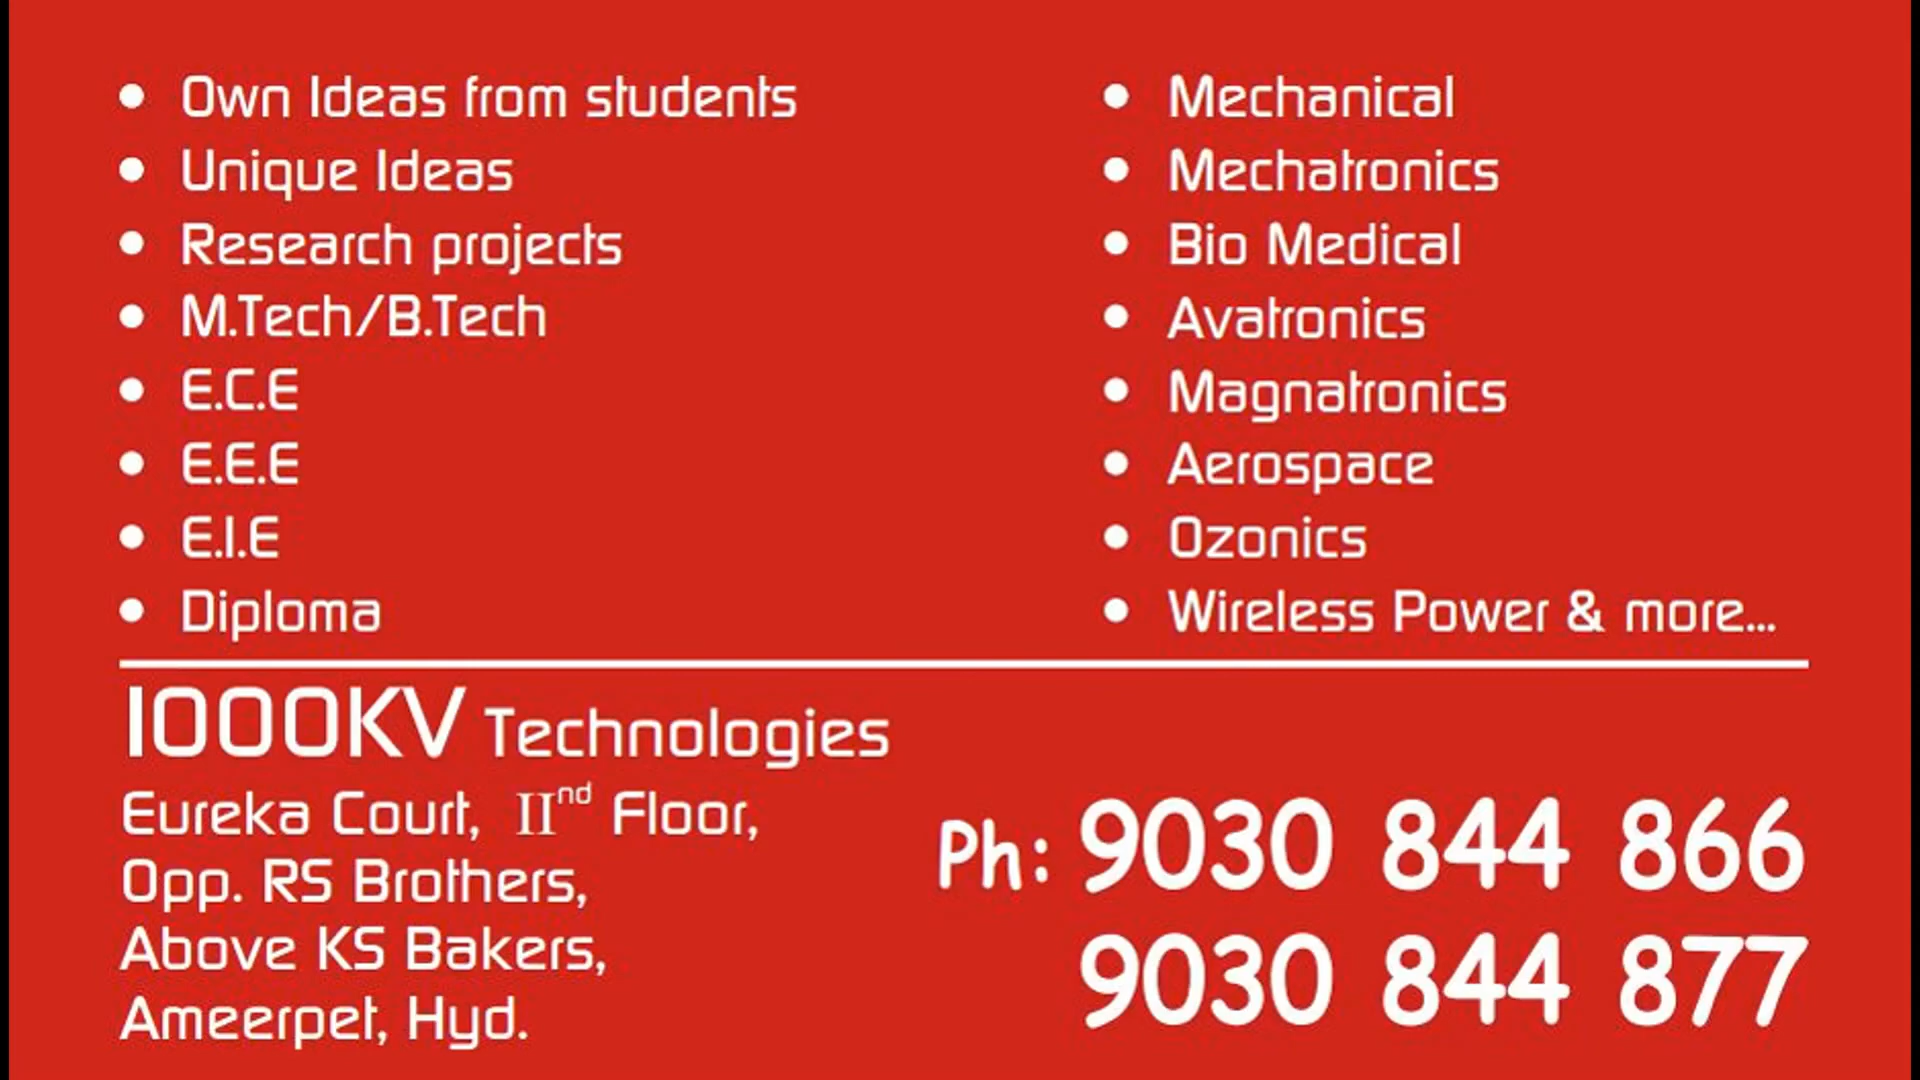 Own Ideas from students
Unique Ideas
Research projects
M.Tech/B.Tech
E.C.E
E.E.E
E.I.E
Diploma
Mechanical
Mechatronics
Bio Medical
Avatronics
Magnatronics
Aerospace
Ozonics
Wireless Power & more...
1000KV Technologies
Eureka Court, IInd Floor,
Opp. RS Brothers,
Above KS Bakers,
Ameerpet, Hyd.
Ph: 9030 844 866
9030 844 877